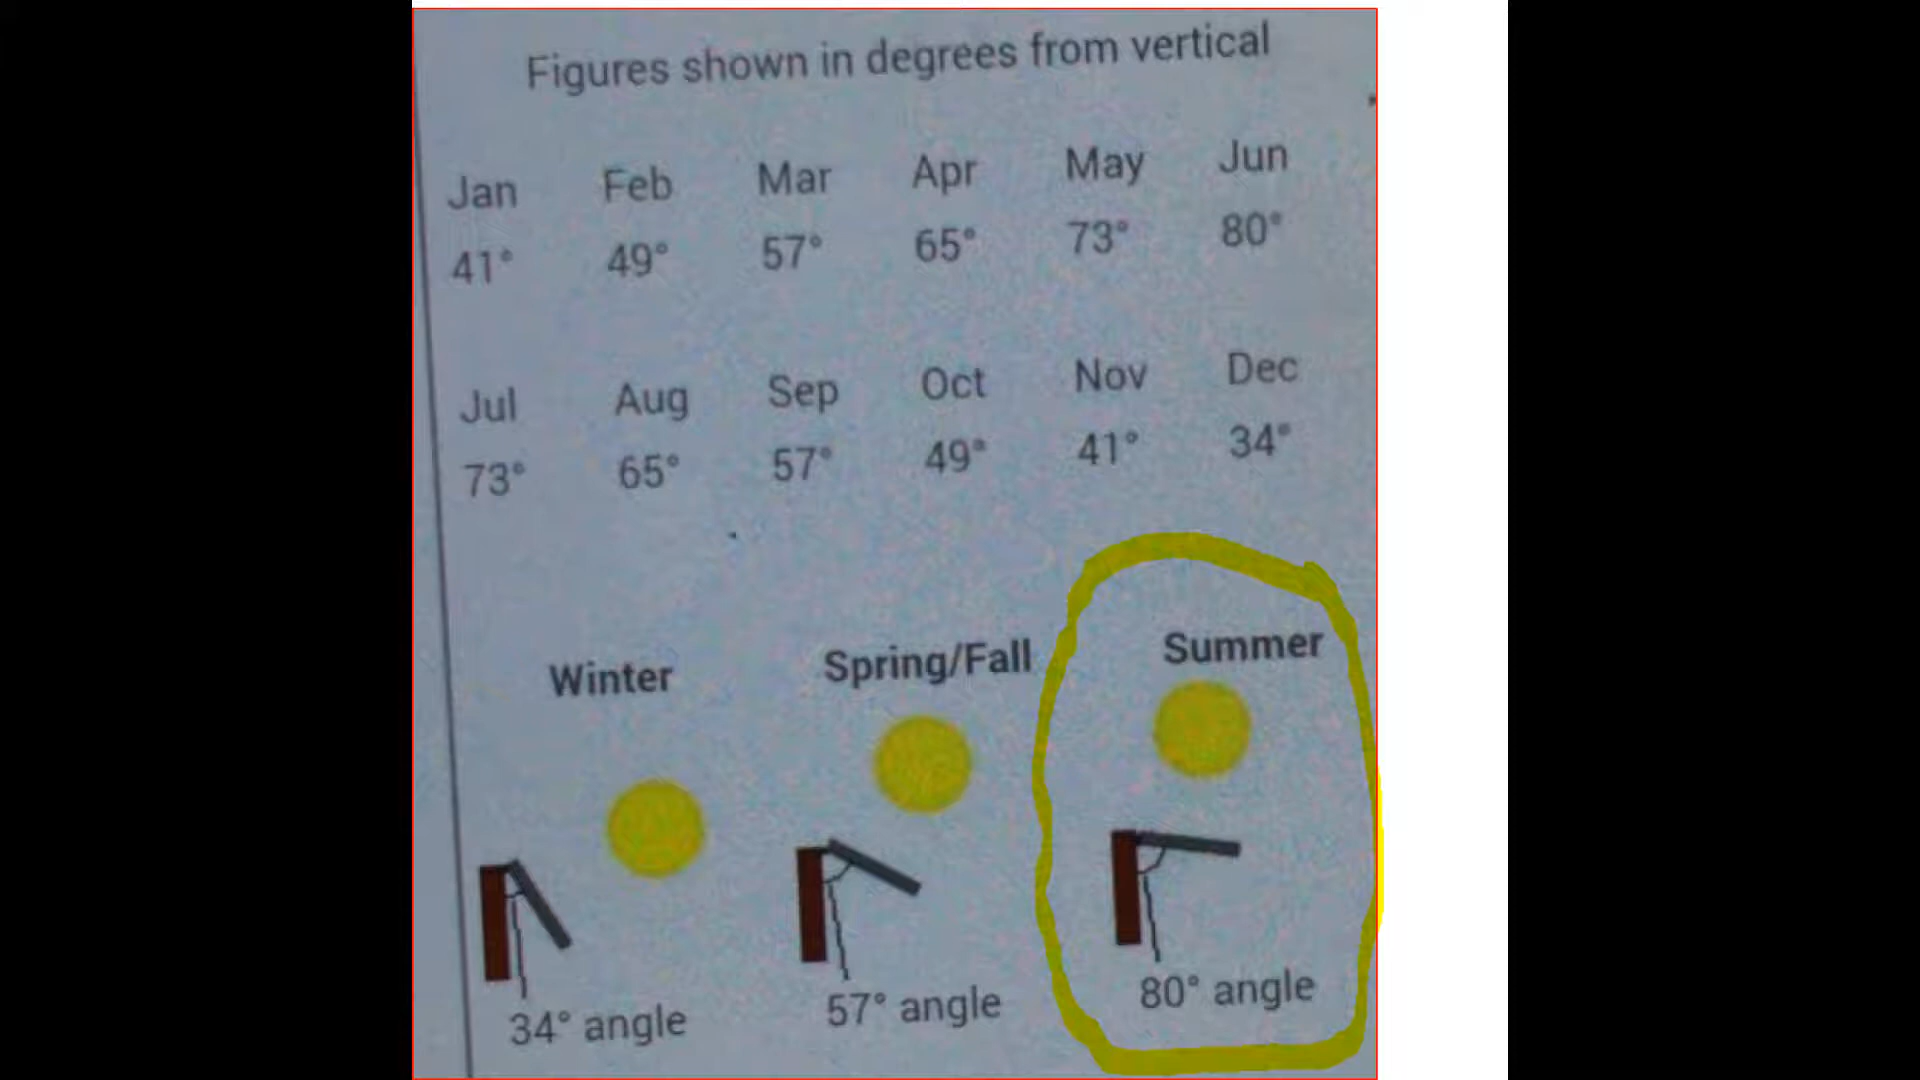 Figures shown in degrees from vertical
Jan Feb Mar Apr May Jun
41° 49° 57° 65° 73° 80°
Jul Aug Sep Oct Nov Dec
73° 65° 57° 49° 41° 34°
Winter Spring/Fall Summer
34° angle 57° angle 80° angle